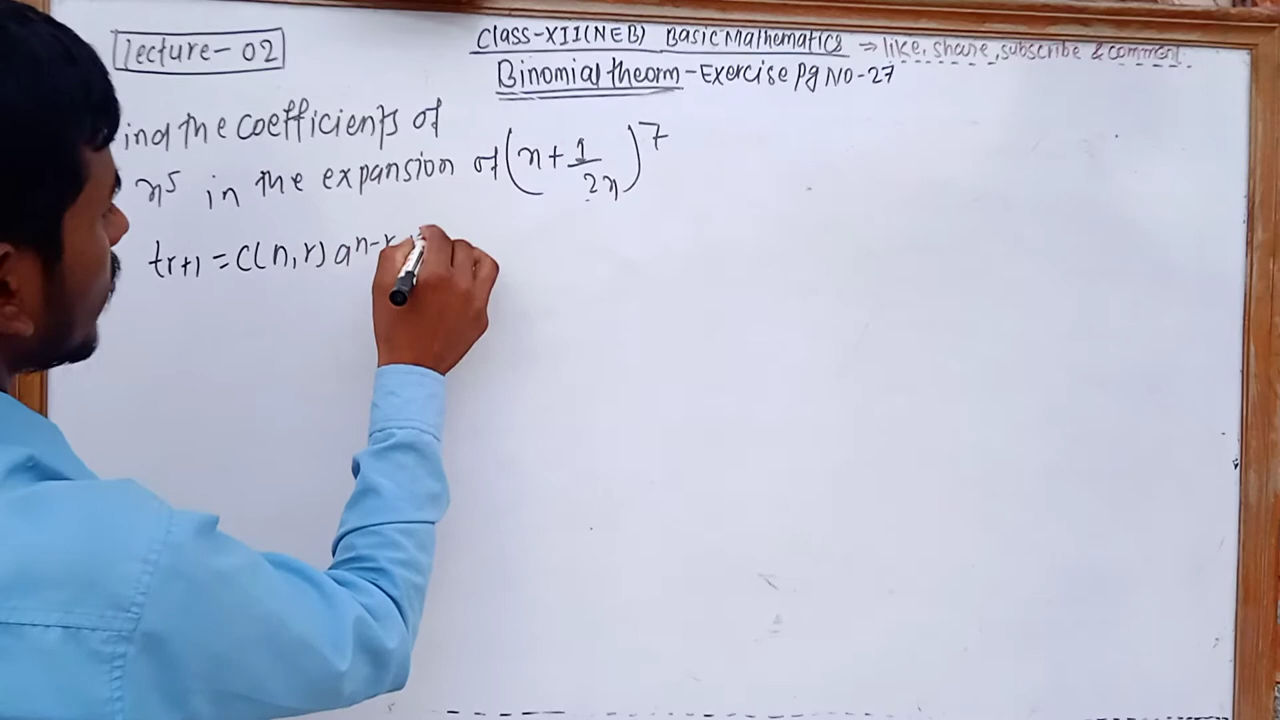 Lecture-02
Class-XII(NEB) Basic Mathematics ⇒ like, share, subscribe & comment
Binomial theorm - Exercise Pg No-27
ind the coefficients of
x⁵ in the expansion of (x + 1/2x)⁷
tr+1 = C(n,r) aⁿ⁻ʳ